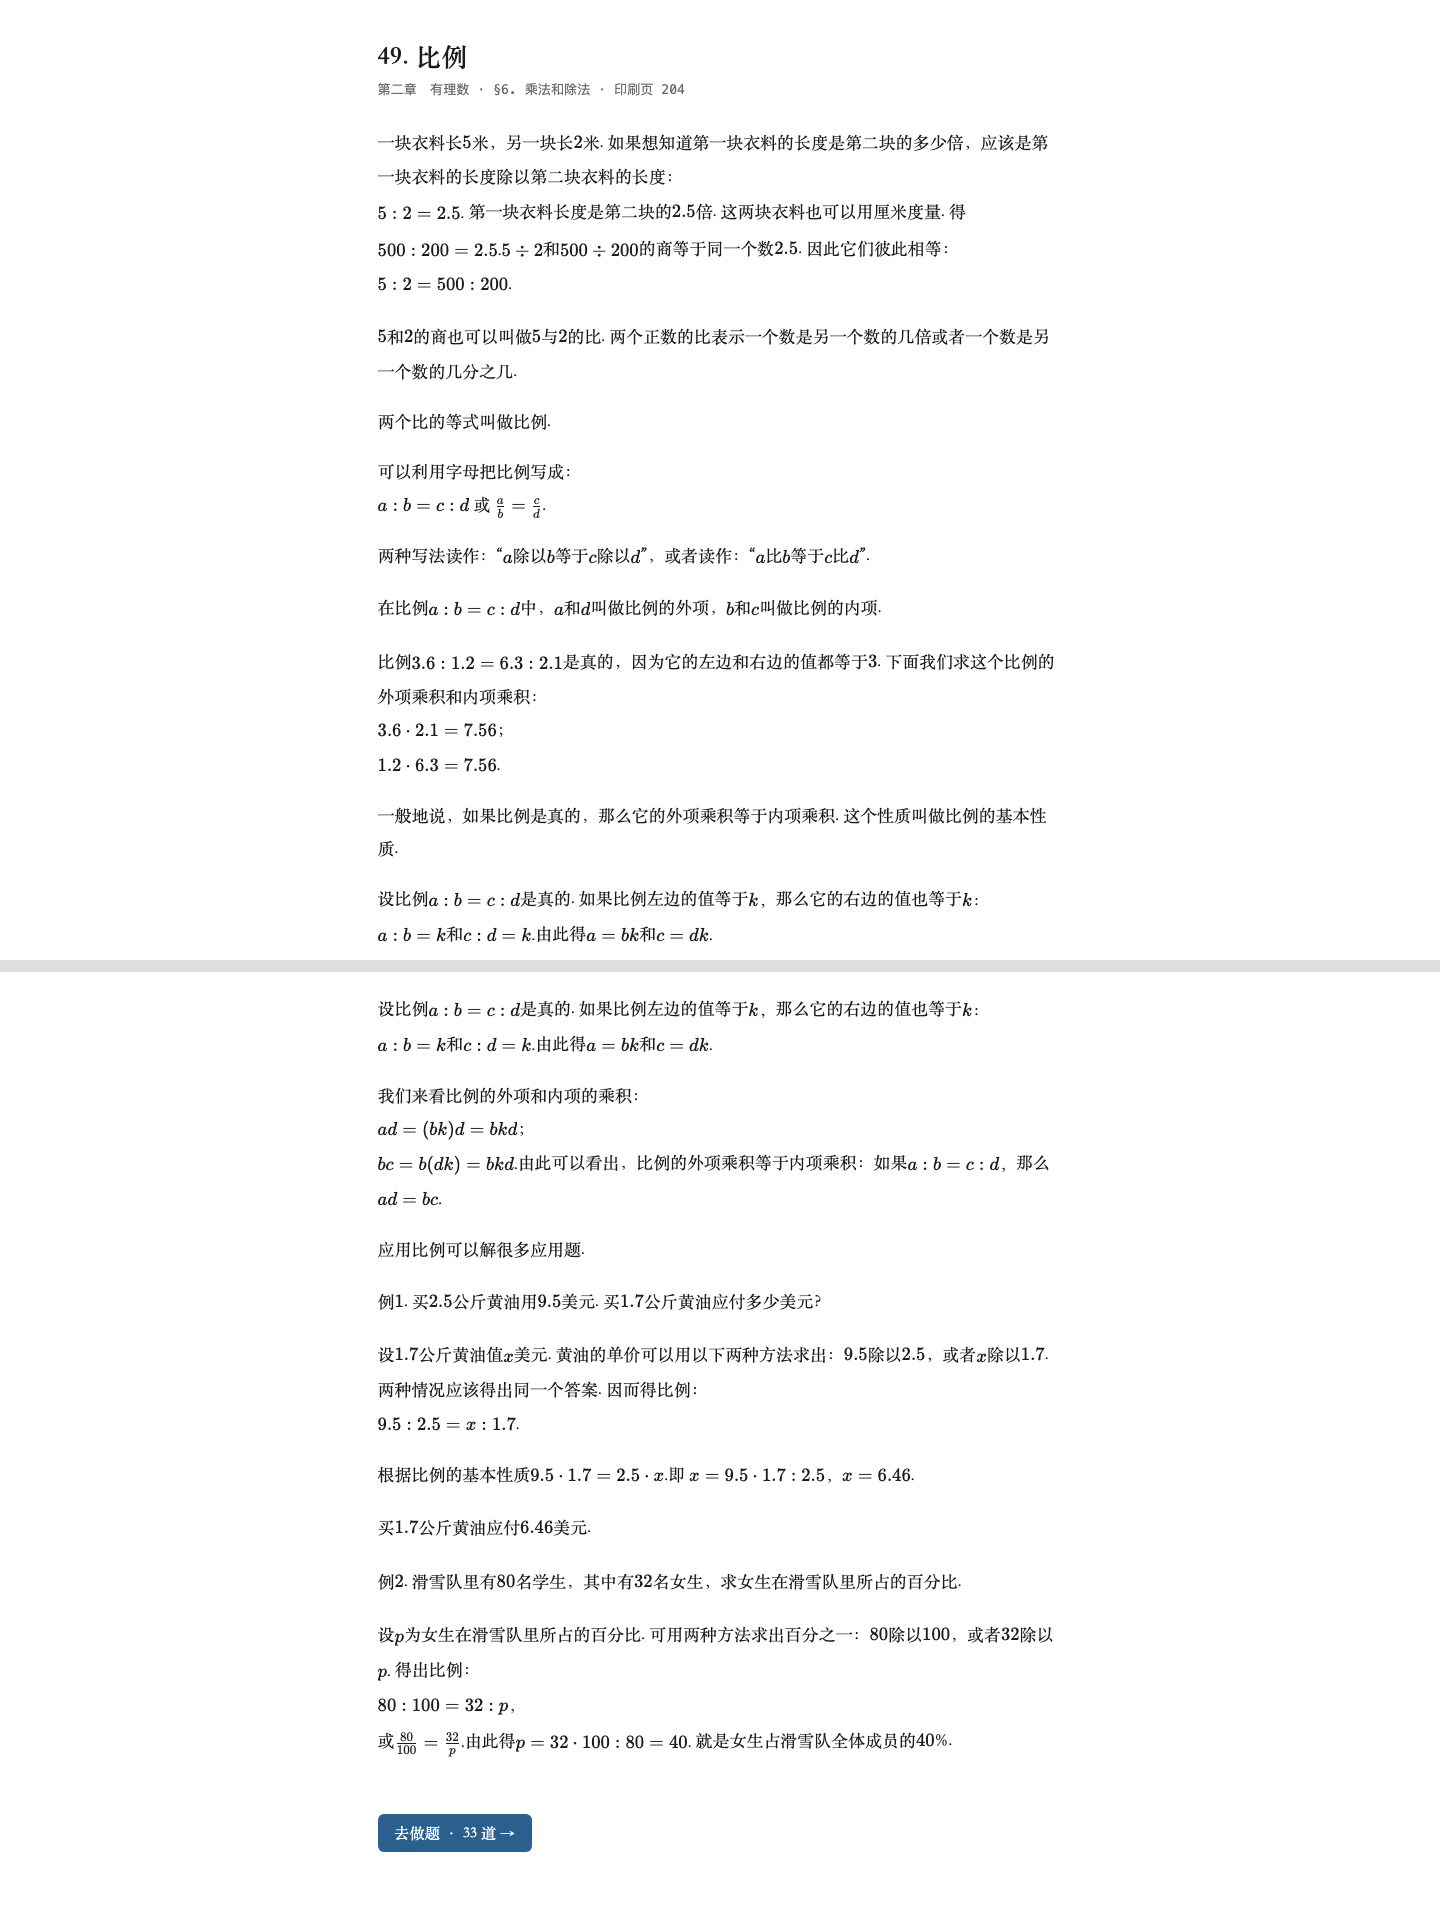 49. 比例
第二章　有理数 · §6. 乘法和除法 · 印刷页 204
一块衣料长5米，另一块长2米. 如果想知道第一块衣料的长度是第二块的多少倍，应该是第
一块衣料的长度除以第二块衣料的长度：
5 : 2 = 2.5. 第一块衣料长度是第二块的2.5倍. 这两块衣料也可以用厘米度量. 得
500 : 200 = 2.5.5 ÷ 2和500 ÷ 200的商等于同一个数2.5. 因此它们彼此相等：
5 : 2 = 500 : 200.
5和2的商也可以叫做5与2的比. 两个正数的比表示一个数是另一个数的几倍或者一个数是另
一个数的几分之几.
两个比的等式叫做比例.
可以利用字母把比例写成：
a : b = c : d 或 a/b = c/d.
两种写法读作：“a除以b等于c除以d”，或者读作：“a比b等于c比d”.
在比例a : b = c : d中，a和d叫做比例的外项，b和c叫做比例的内项.
比例3.6 : 1.2 = 6.3 : 2.1是真的，因为它的左边和右边的值都等于3. 下面我们求这个比例的
外项乘积和内项乘积：
3.6 · 2.1 = 7.56；
1.2 · 6.3 = 7.56.
一般地说，如果比例是真的，那么它的外项乘积等于内项乘积. 这个性质叫做比例的基本性
质.
设比例a : b = c : d是真的. 如果比例左边的值等于k，那么它的右边的值也等于k：
a : b = k和c : d = k.由此得a = bk和c = dk.
设比例a : b = c : d是真的. 如果比例左边的值等于k，那么它的右边的值也等于k：
a : b = k和c : d = k.由此得a = bk和c = dk.
我们来看比例的外项和内项的乘积：
ad = (bk)d = bkd；
bc = b(dk) = bkd.由此可以看出，比例的外项乘积等于内项乘积：如果a : b = c : d，那么
ad = bc.
应用比例可以解很多应用题.
例1. 买2.5公斤黄油用9.5美元. 买1.7公斤黄油应付多少美元？
设1.7公斤黄油值x美元. 黄油的单价可以用以下两种方法求出：9.5除以2.5，或者x除以1.7.
两种情况应该得出同一个答案. 因而得比例：
9.5 : 2.5 = x : 1.7.
根据比例的基本性质9.5 · 1.7 = 2.5 · x.即 x = 9.5 · 1.7 : 2.5，x = 6.46.
买1.7公斤黄油应付6.46美元.
例2. 滑雪队里有80名学生，其中有32名女生，求女生在滑雪队里所占的百分比.
设p为女生在滑雪队里所占的百分比. 可用两种方法求出百分之一：80除以100，或者32除以
p. 得出比例：
80 : 100 = 32 : p，
或80/100 = 32/p.由此得p = 32 · 100 : 80 = 40. 就是女生占滑雪队全体成员的40%.
去做题 · 33 道 →